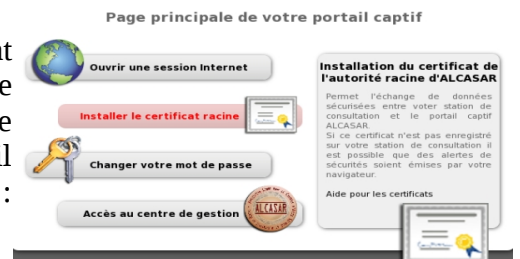 Page principale de votre portail captif
Ouvrir une session Internet
Installer le certificat racine
Changer votre mot de passe
Accès au centre de gestion
ALCASAR
Installation du certificat de
l'autorité racine d'ALCASAR
Permet l'échange de données
sécurisées entre voter station de
consultation et le portail captif
ALCASAR.
Si ce certificat n'est pas enregistré
sur votre station de consultation il
est possible que des alertes de
sécurités soient émises par votre
navigateur.
Aide pour les certificats
: